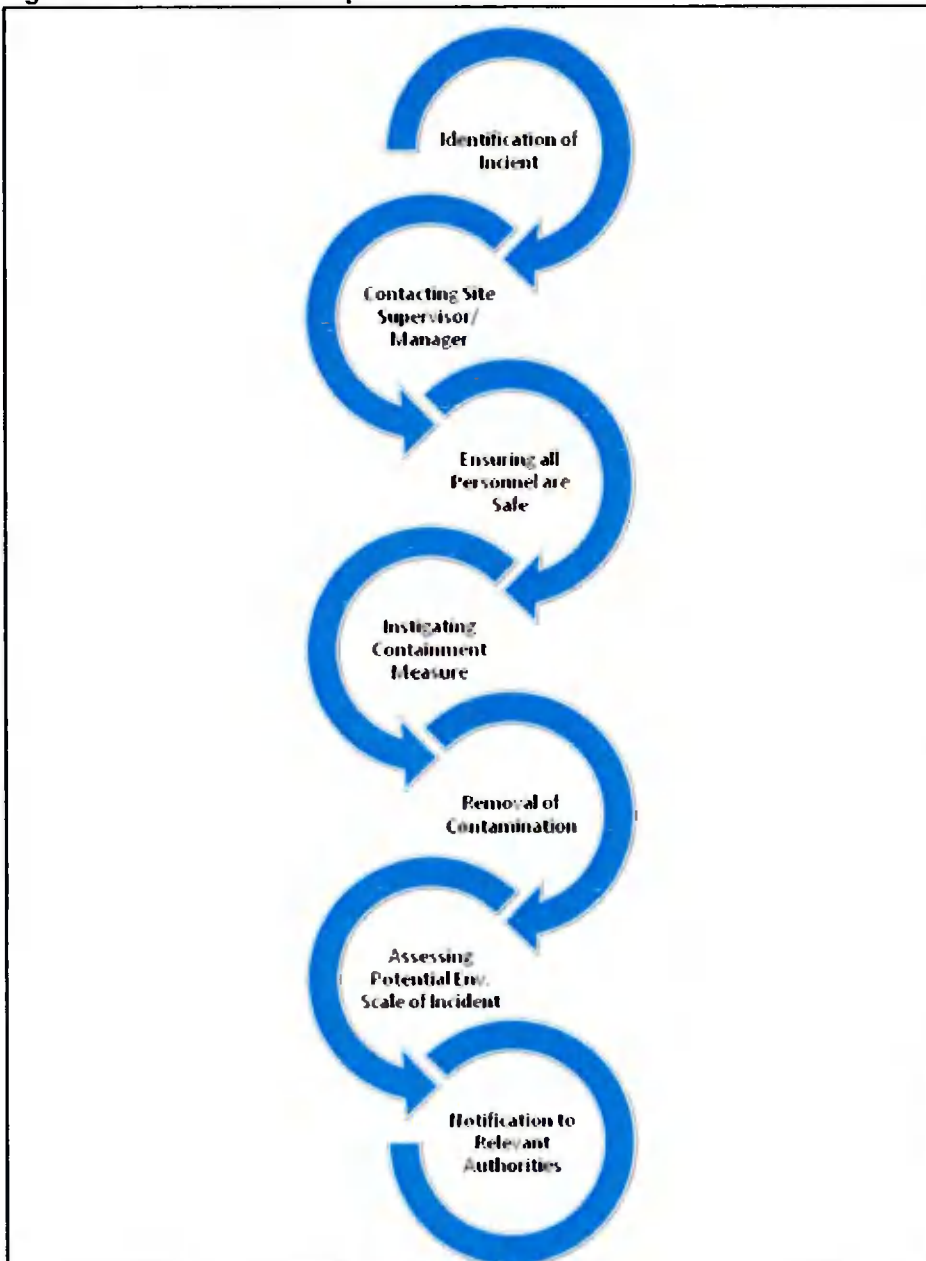 Identification of
Incient
Contacting Site
Supervisor/
Manager
Ensuring all
Personnel are
Safe
Instigating
Containment
Measure
Removal of
Contamination
Assessing
Potential Env.
Scale of Incident
Notification to
Relevant
Authorities